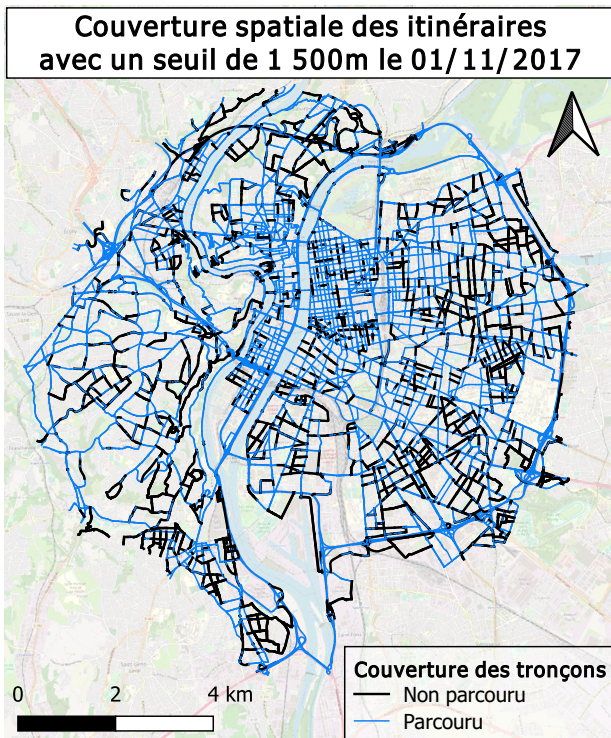 Couverture spatiale des itinéraires
avec un seuil de 1 500m le 01/11/2017
Couverture des tronçons
Non parcouru
Parcouru
0 2 4 km